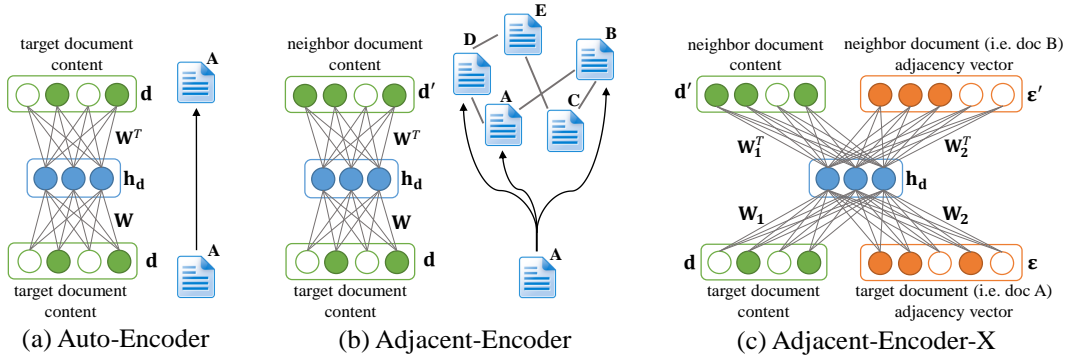 target document
content
d
W^T
h_d
W
d
target document
content
A
A
(a) Auto-Encoder
neighbor document
content
d′
W^T
h_d
W
d
target document
content
E
D
B
A
C
A
(b) Adjacent-Encoder
neighbor document
content
neighbor document (i.e. doc B)
adjacency vector
d′
ε′
W_1^T
W_2^T
h_d
W_1
W_2
d
ε
target document
content
target document (i.e. doc A)
adjacency vector
(c) Adjacent-Encoder-X